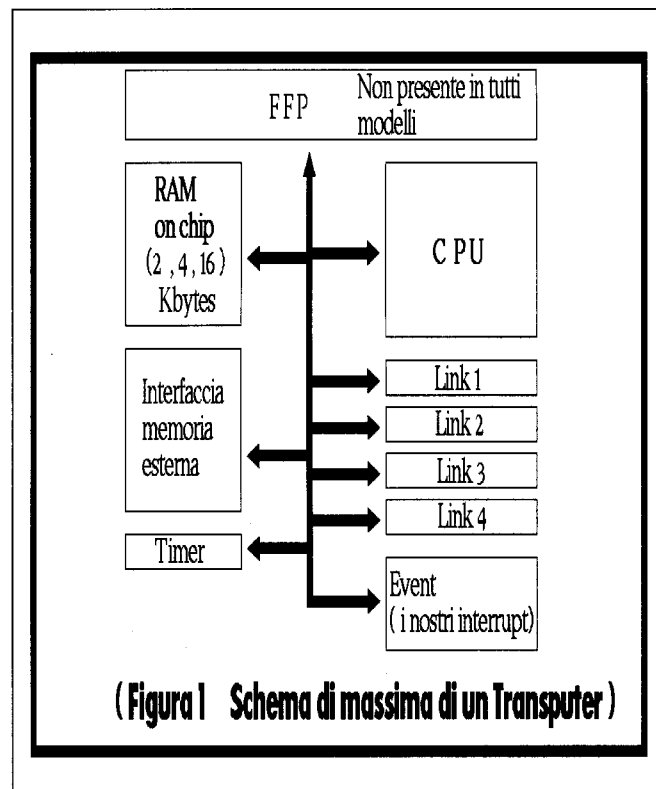 FFP
Non presente in tutti
modelli
RAM
on chip
(2 , 4 , 16 )
Kbytes
CPU
Interfaccia
memoria
esterna
Link 1
Link 2
Link 3
Link 4
Timer
Event
( i nostri interrupt)
( Figura 1 Schema di massima di un Transputer )